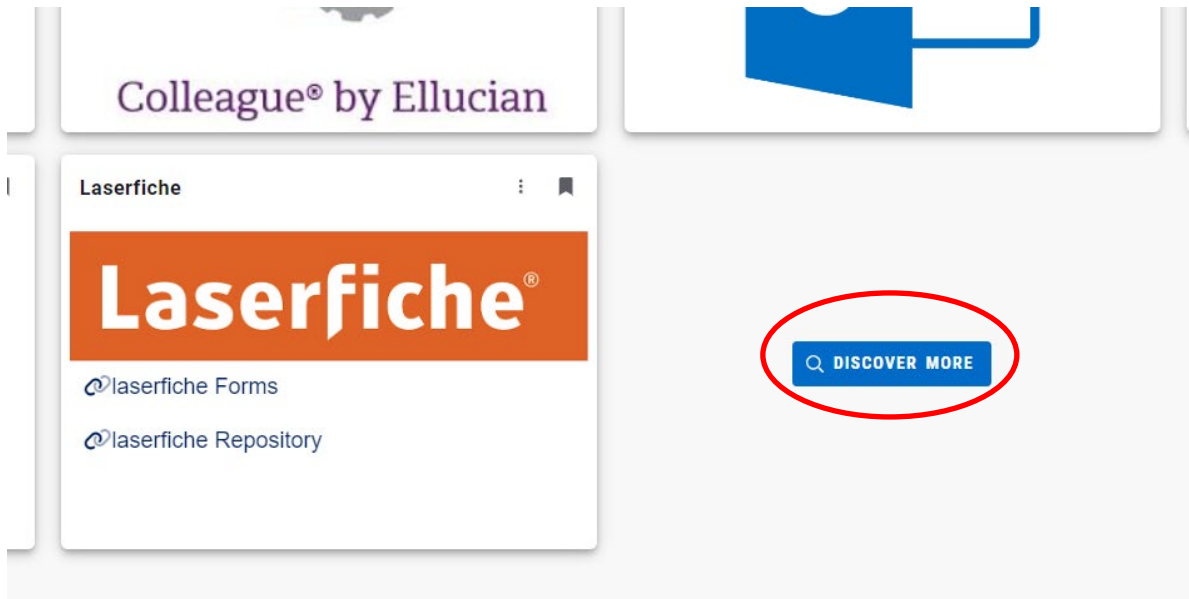 Colleague® by Ellucian
Laserfiche
Laserfiche®
laserfiche Forms
laserfiche Repository
DISCOVER MORE